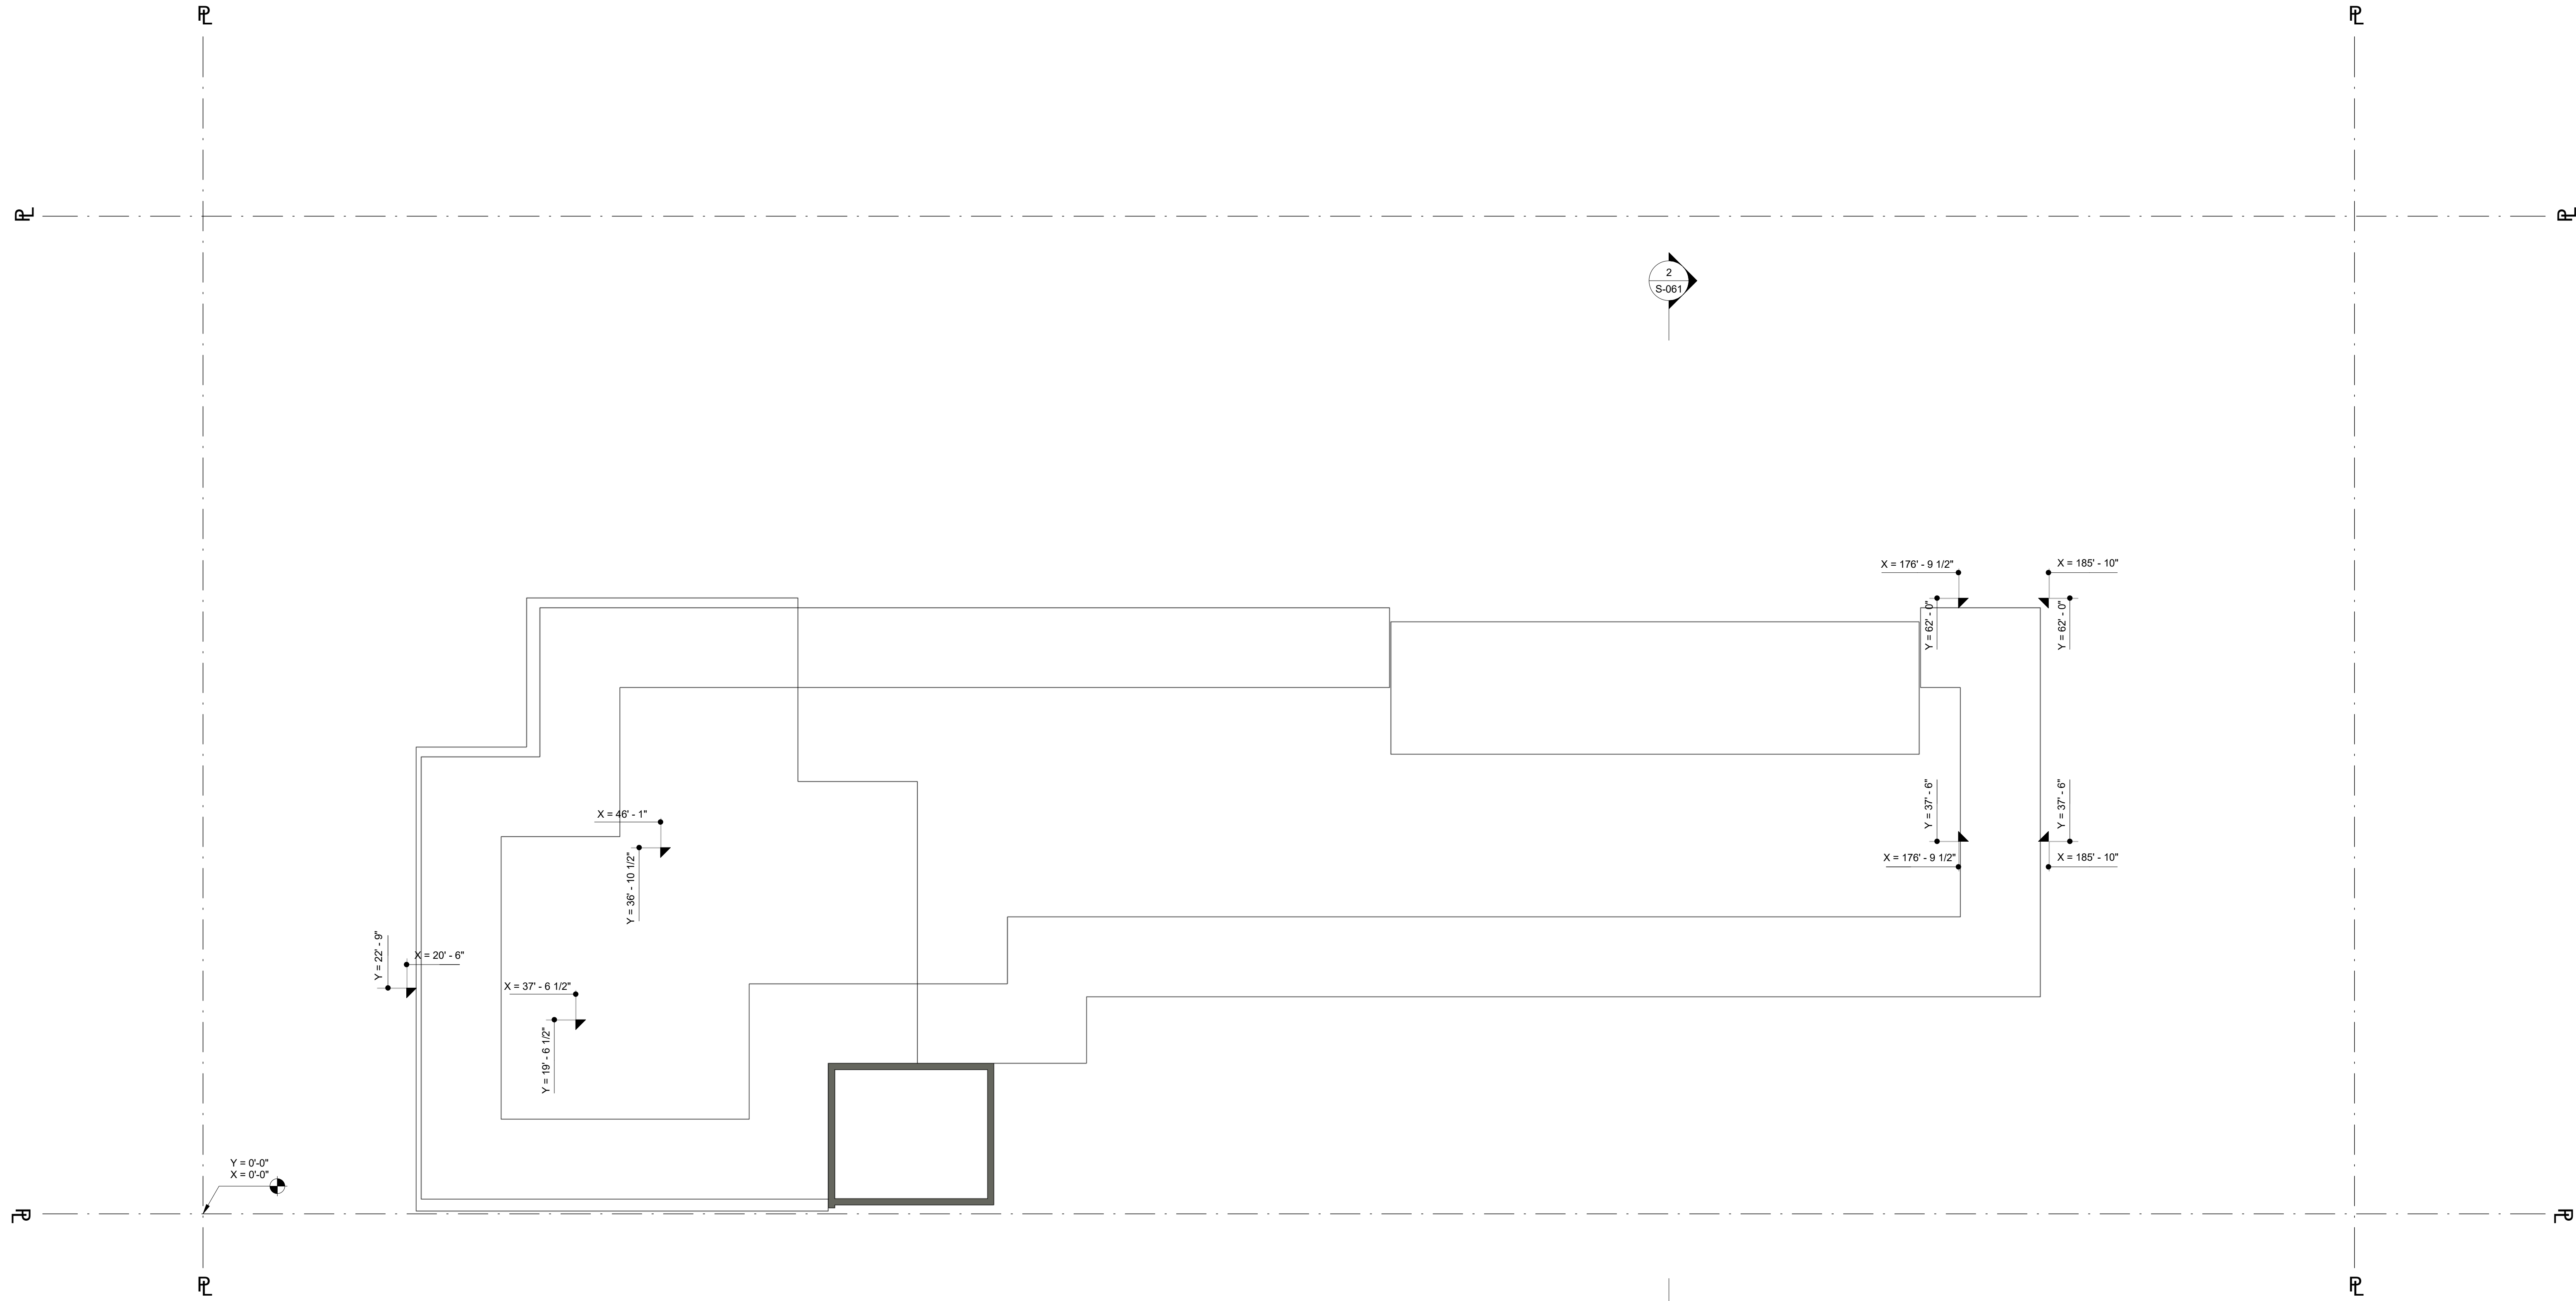 PL
PL
PL
PL
2
S-061
X = 176' - 9 1/2"
X = 185' - 10"
Y = 62' - 0"
Y = 62' - 0"
X = 46' - 1"
Y = 36' - 10 1/2"
Y = 37' - 6"
Y = 37' - 6"
X = 176' - 9 1/2"
X = 185' - 10"
Y = 22' - 9"
X = 20' - 6"
X = 37' - 6 1/2"
Y = 19' - 6 1/2"
Y = 0'-0"
X = 0'-0"
PL
PL
PL
PL